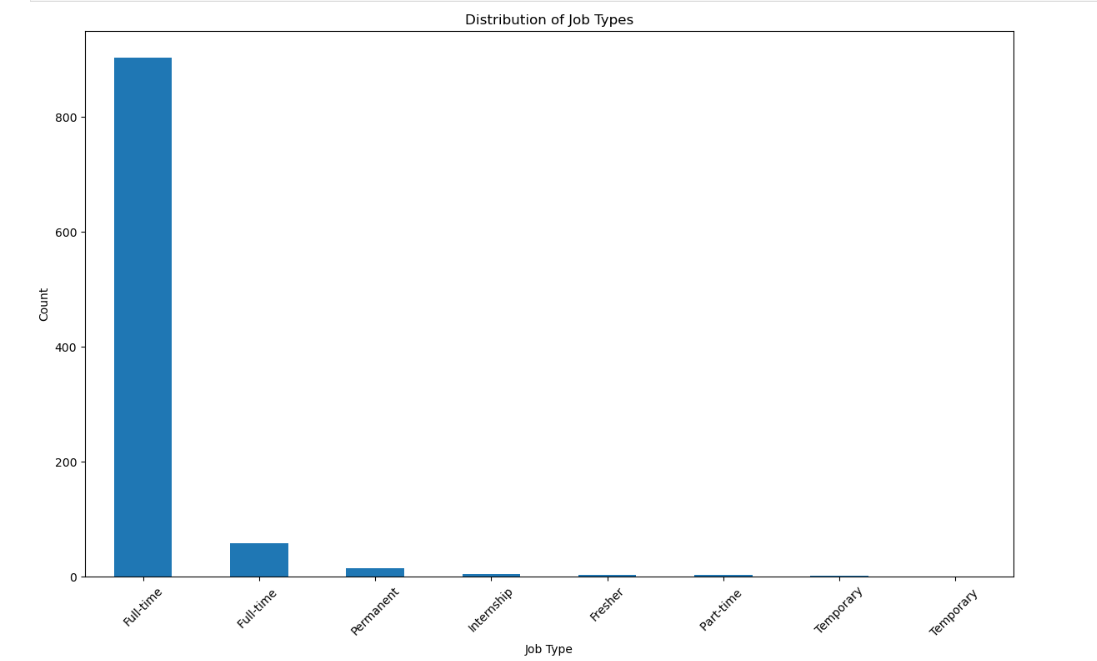 Distribution of Job Types
800
600
400
200
0
Count
Full-time
Full-time
Permanent
Internship
Fresher
Part-time
Temporary
Temporary
Job Type